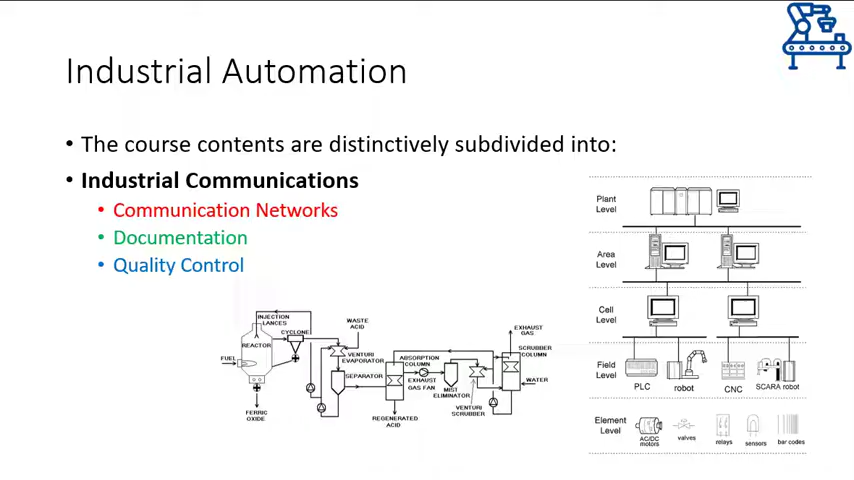 Industrial Automation
• The course contents are distinctively subdivided into:
• Industrial Communications
• Communication Networks
• Documentation
• Quality Control
INJECTION
LANCES
CYCLONE
WASTE
ACID
REACTOR
FUEL
VENTURI
EVAPORATOR
SEPARATOR
FERRIC
OXIDE
ABSORPTION
COLUMN
EXHAUST
GAS FAN
REGENERATED
ACID
MIST
ELIMINATOR
VENTURI
SCRUBBER
EXHAUST
GAS
SCRUBBER
COLUMN
WATER
Plant
Level
Area
Level
Cell
Level
Field
Level
PLC
robot
CNC
SCARA robot
Element
Level
AC/DC
motors
valves
relays
sensors
bar codes